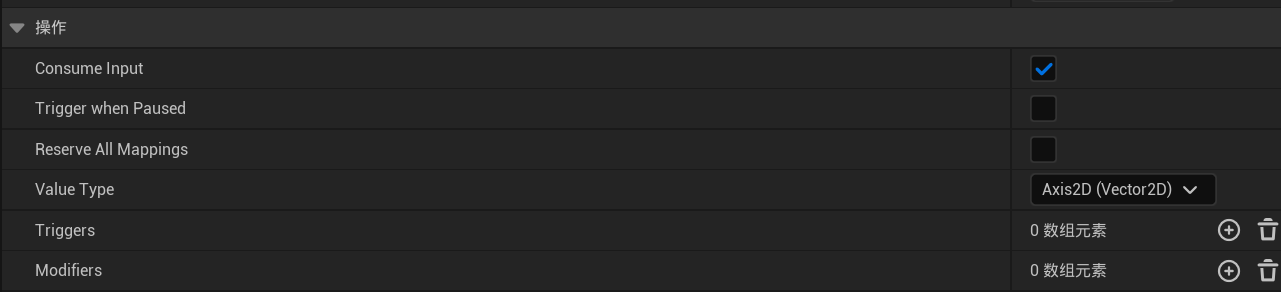 操作
Consume Input
Trigger when Paused
Reserve All Mappings
Value Type Axis2D (Vector2D)
Triggers 0 数组元素
Modifiers 0 数组元素